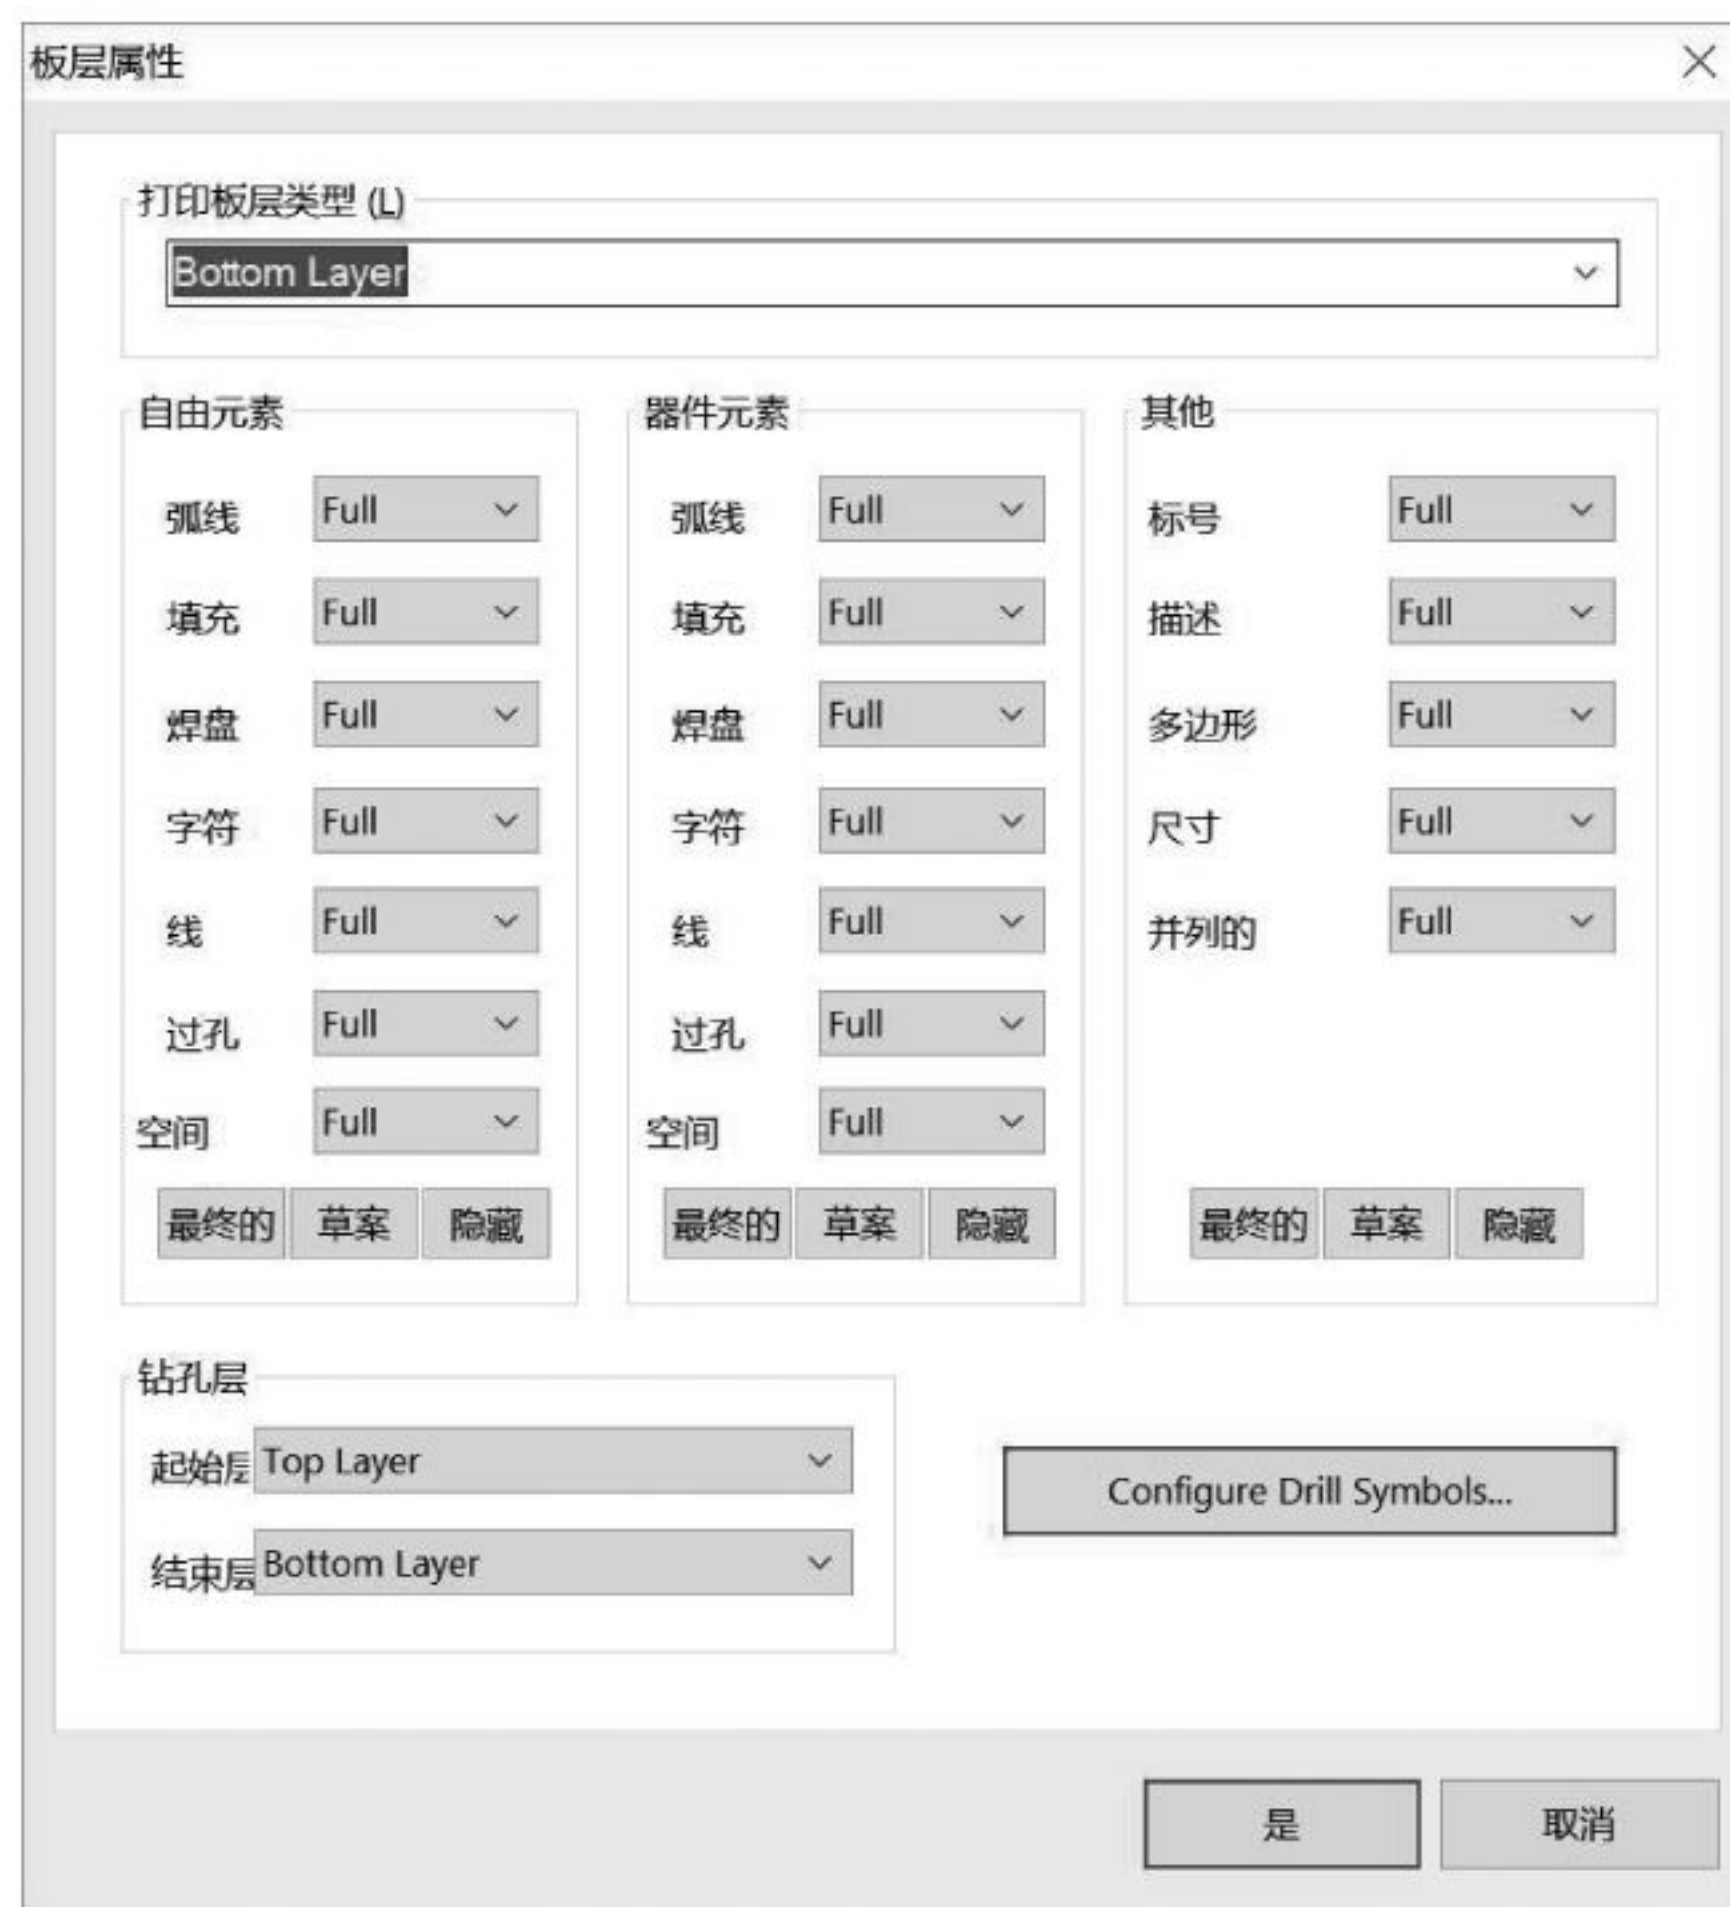 板层属性
打印板层类型 (L)
Bottom Layer
自由元素
弧线 Full
填充 Full
焊盘 Full
字符 Full
线 Full
过孔 Full
空间 Full
最终的 草案 隐藏
器件元素
弧线 Full
填充 Full
焊盘 Full
字符 Full
线 Full
过孔 Full
空间 Full
最终的 草案 隐藏
其他
标号 Full
描述 Full
多边形 Full
尺寸 Full
并列的 Full
最终的 草案 隐藏
钻孔层
起始层 Top Layer
结束层 Bottom Layer
Configure Drill Symbols...
是 取消